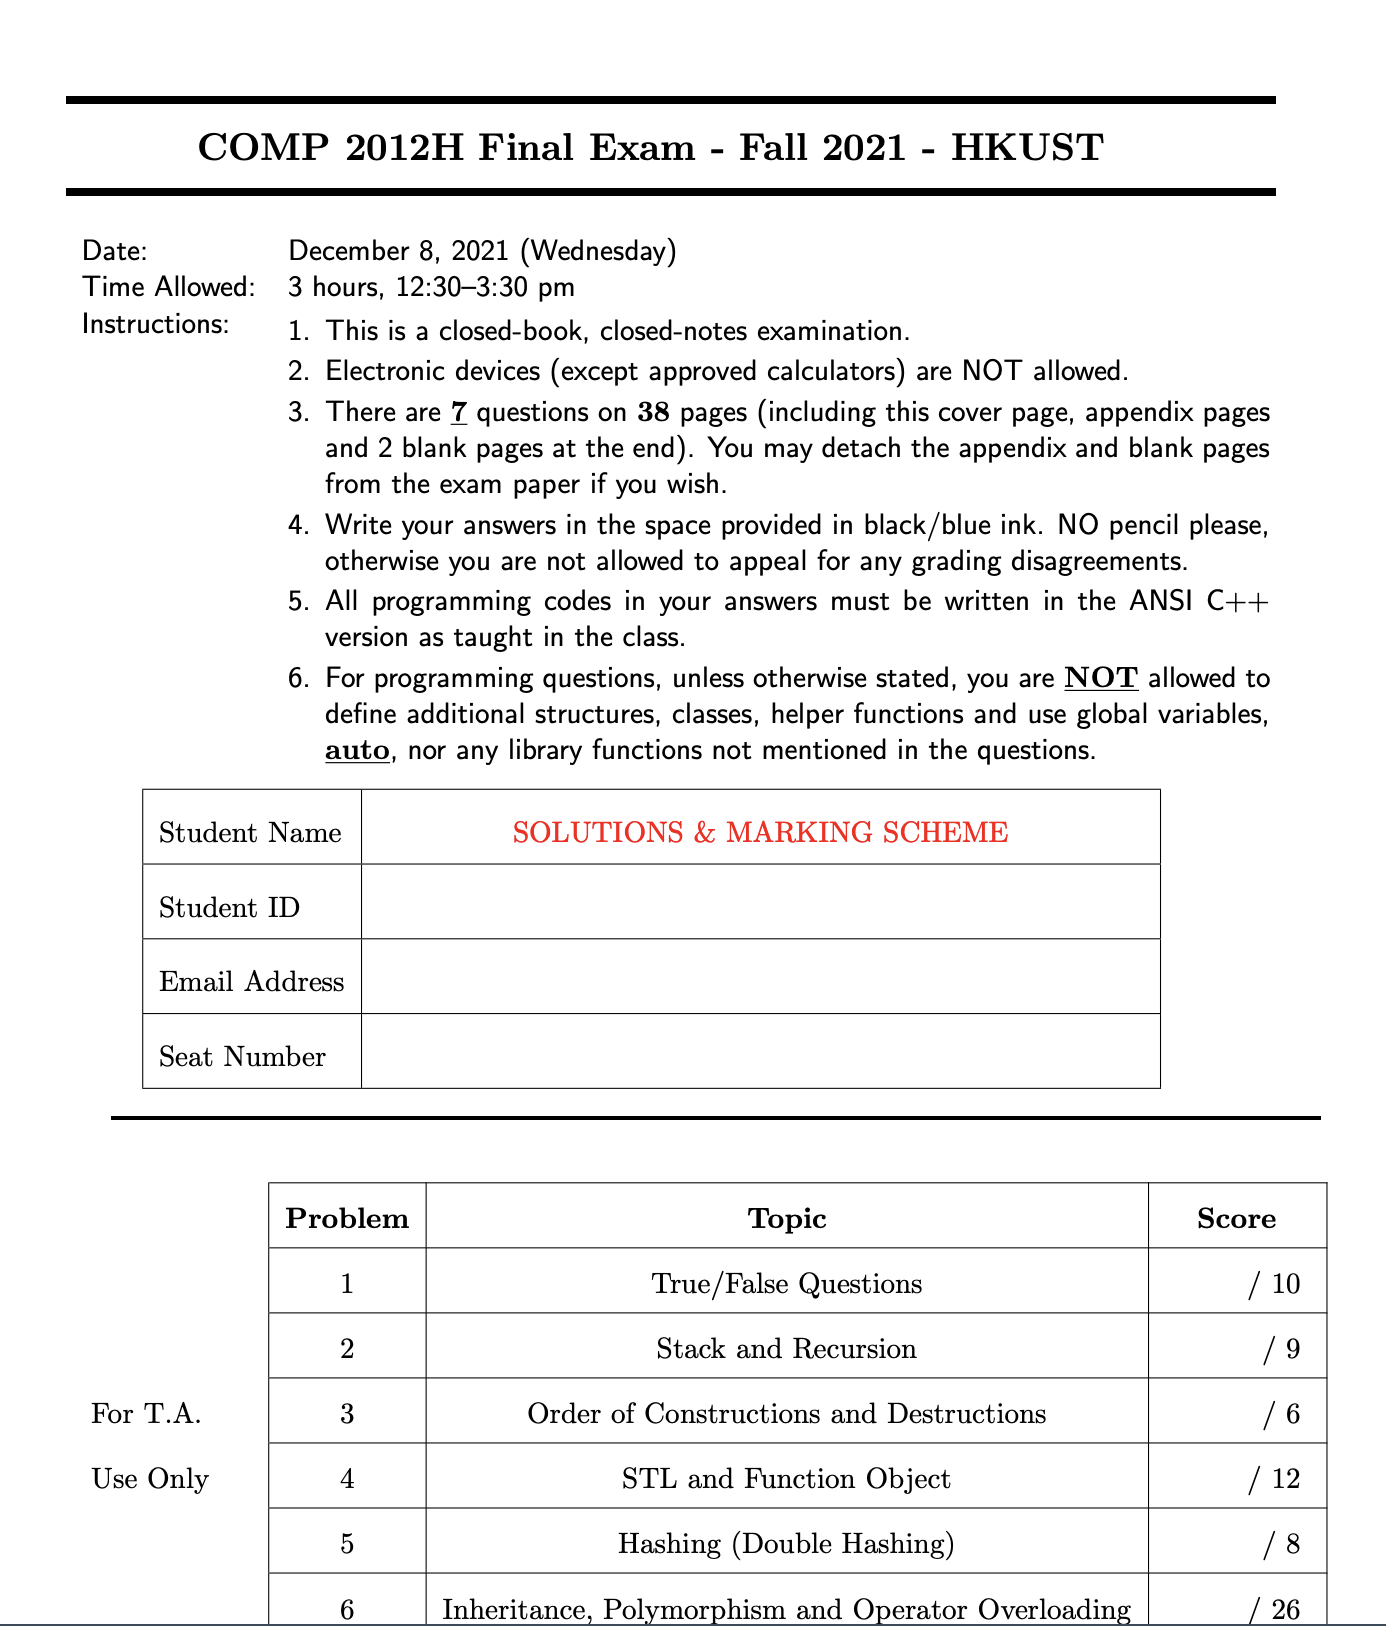 COMP 2012H Final Exam - Fall 2021 - HKUST
Date: December 8, 2021 (Wednesday)
Time Allowed: 3 hours, 12:30–3:30 pm
Instructions: 1. This is a closed-book, closed-notes examination.
2. Electronic devices (except approved calculators) are NOT allowed.
3. There are 7 questions on 38 pages (including this cover page, appendix pages
and 2 blank pages at the end). You may detach the appendix and blank pages
from the exam paper if you wish.
4. Write your answers in the space provided in black/blue ink. NO pencil please,
otherwise you are not allowed to appeal for any grading disagreements.
5. All programming codes in your answers must be written in the ANSI C++
version as taught in the class.
6. For programming questions, unless otherwise stated, you are NOT allowed to
define additional structures, classes, helper functions and use global variables,
auto, nor any library functions not mentioned in the questions.
Student Name SOLUTIONS & MARKING SCHEME
Student ID
Email Address
Seat Number
Problem Topic Score
1 True/False Questions / 10
2 Stack and Recursion / 9
For T.A. 3 Order of Constructions and Destructions / 6
Use Only 4 STL and Function Object / 12
5 Hashing (Double Hashing) / 8
6 Inheritance, Polymorphism and Operator Overloading / 26